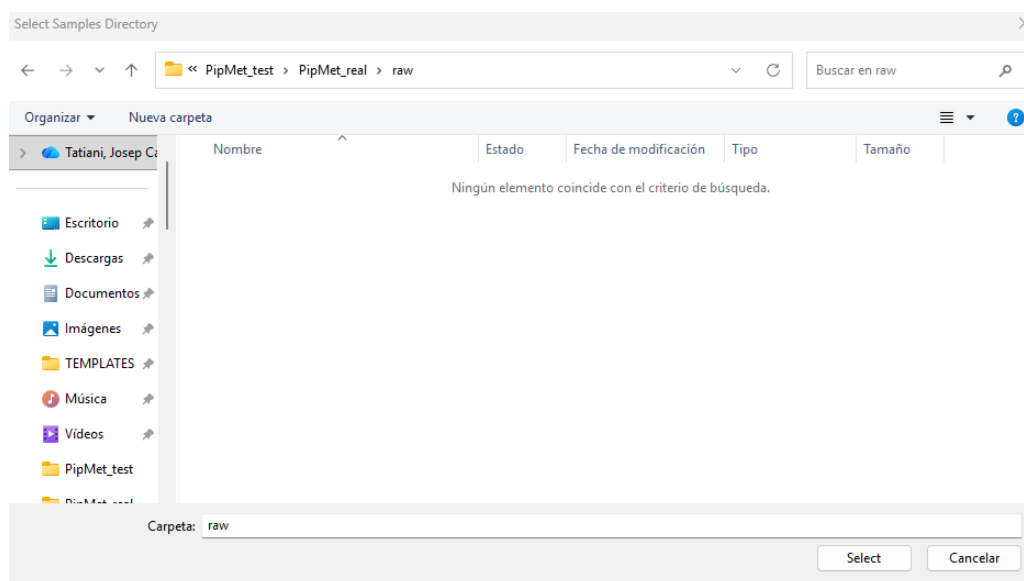 Select Samples Directory
« PipMet_test › PipMet_real › raw
Buscar en raw
Organizar
Nueva carpeta
?
Tatiani, Josep Ca
Nombre
Estado
Fecha de modificación
Tipo
Tamaño
Ningún elemento coincide con el criterio de búsqueda.
Escritorio
Descargas
Documentos
Imágenes
TEMPLATES
Música
Vídeos
PipMet_test
PipMet_real
Carpeta: raw
Select
Cancelar